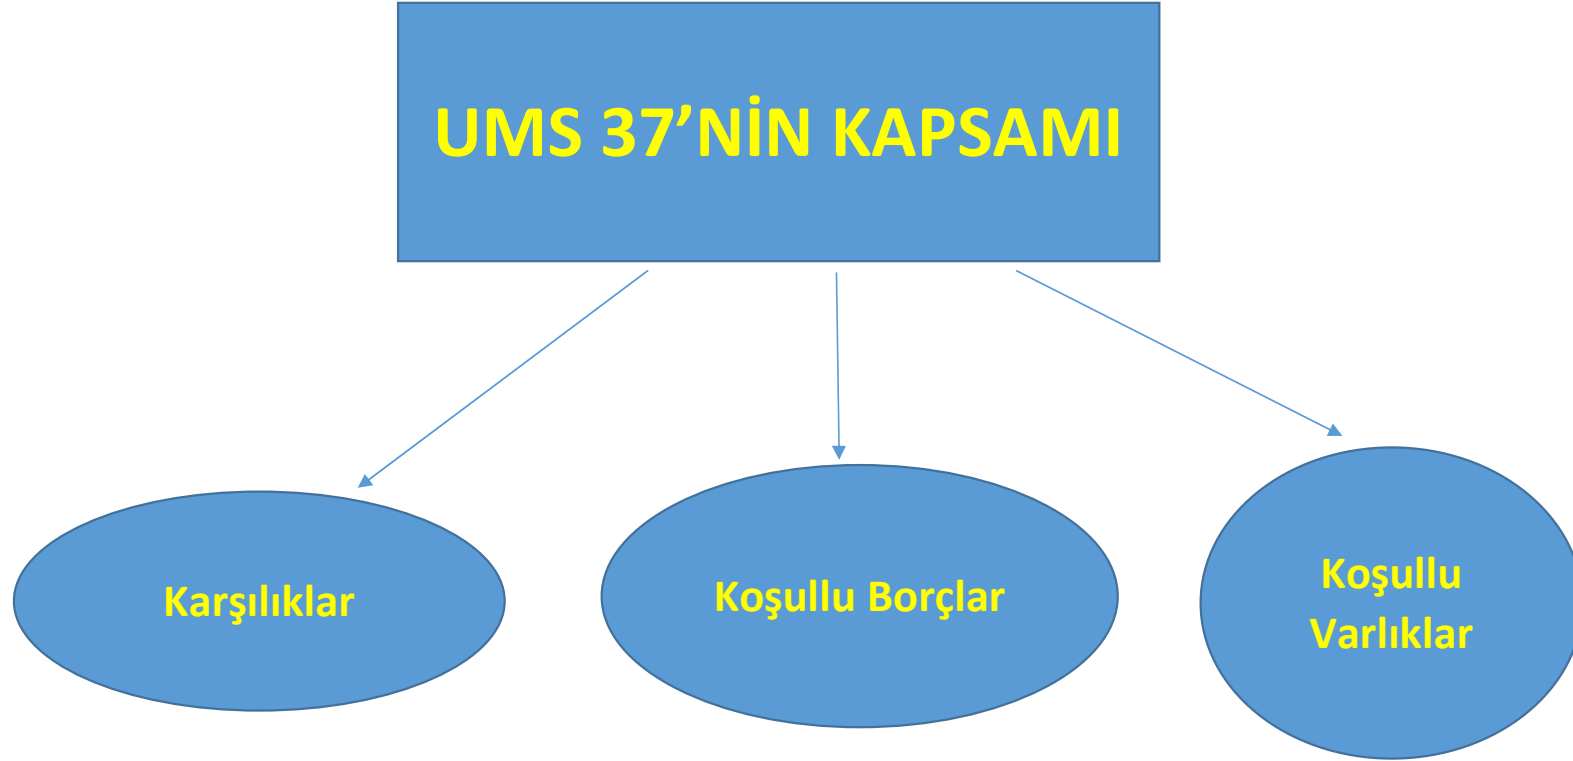 UMS 37’NİN KAPSAMI
Karşılıklar
Koşullu Borçlar
Koşullu
Varlıklar